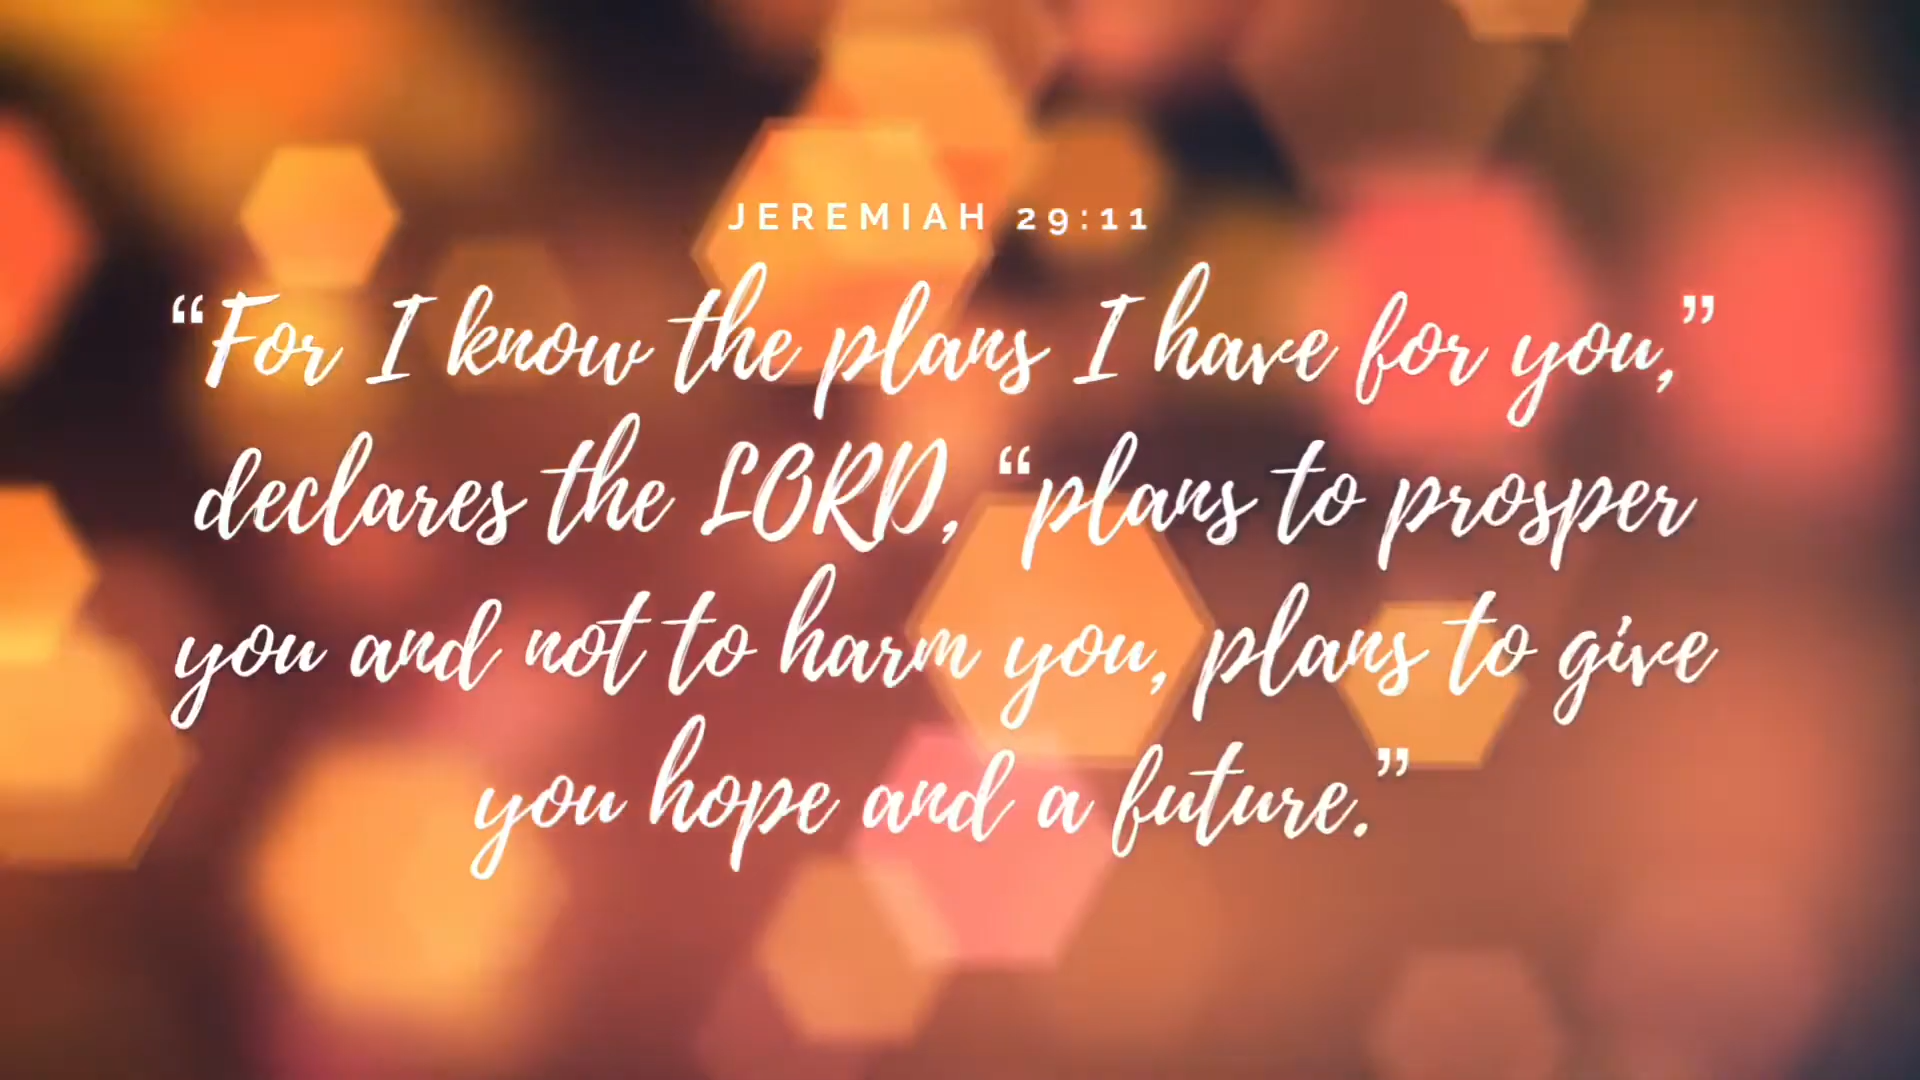 JEREMIAH 29:11
“For I know the plans I have for you,”
declares the LORD, “plans to prosper
you and not to harm you, plans to give
you hope and a future.”